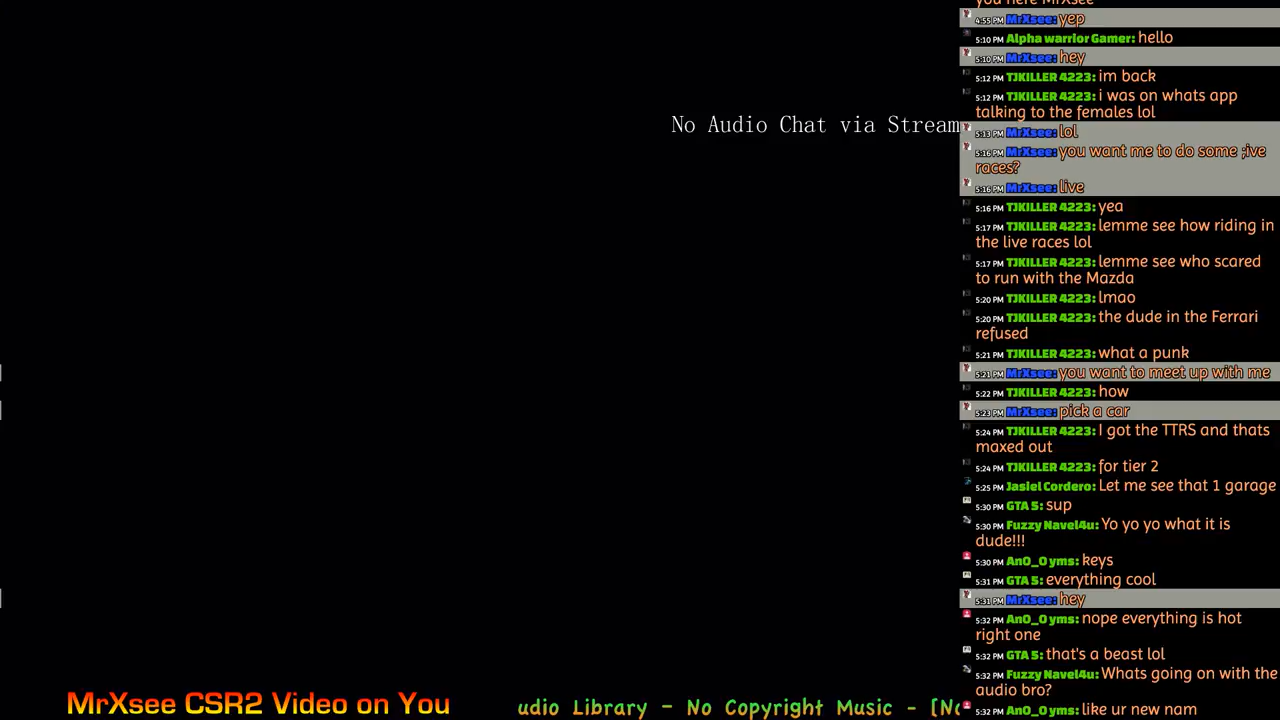 you here MrXsee
4:55 PM MrXsee: yep
5:10 PM Alpha warrior Gamer: hello
5:10 PM MrXsee: hey
5:12 PM TJKILLER 4223: im back
5:12 PM TJKILLER 4223: i was on whats app
talking to the females lol
No Audio Chat via Stream
5:13 PM MrXsee: lol
5:16 PM MrXsee: you want me to do some ;ive
races?
5:16 PM MrXsee: live
5:16 PM TJKILLER 4223: yea
5:17 PM TJKILLER 4223: lemme see how riding in
the live races lol
5:17 PM TJKILLER 4223: lemme see who scared
to run with the Mazda
5:20 PM TJKILLER 4223: lmao
5:20 PM TJKILLER 4223: the dude in the Ferrari
refused
5:21 PM TJKILLER 4223: what a punk
5:21 PM MrXsee: you want to meet up with me
5:22 PM TJKILLER 4223: how
5:23 PM MrXsee: pick a car
5:24 PM TJKILLER 4223: I got the TTRS and thats
maxed out
5:24 PM TJKILLER 4223: for tier 2
5:25 PM Jasiel Cordero: Let me see that 1 garage
5:30 PM GTA 5: sup
5:30 PM Fuzzy Navel4u: Yo yo yo what it is
dude!!!
5:30 PM An0_0yms: keys
5:31 PM GTA 5: everything cool
5:31 PM MrXsee: hey
5:32 PM An0_0yms: nope everything is hot
right one
5:32 PM GTA 5: that's a beast lol
5:32 PM Fuzzy Navel4u: Whats going on with the
audio bro?
5:32 PM An0_0yms: like ur new nam
MrXsee CSR2 Video on You
udio Library - No Copyright Music - [No